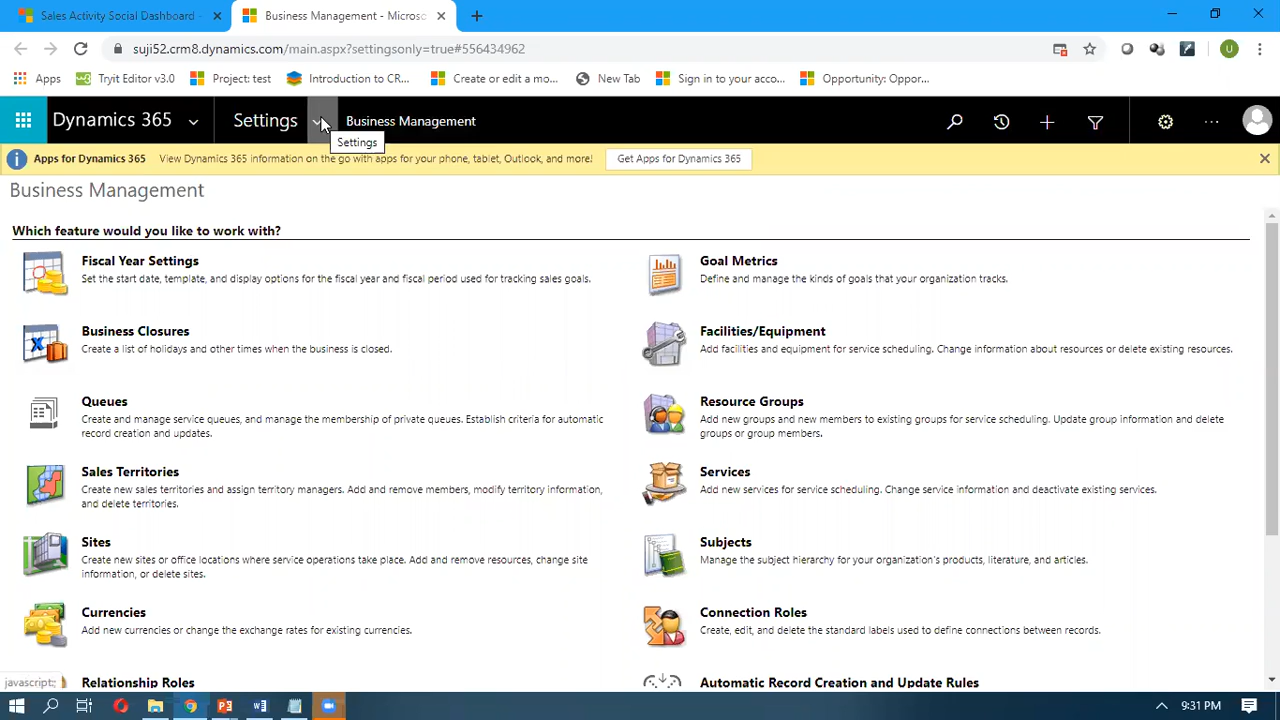 Sales Activity Social Dashboard -
Business Management - Microsc
suji52.crm8.dynamics.com/main.aspx?settingsonly=true#556434962
Apps
Tryit Editor v3.0
Project: test
Introduction to CR...
Create or edit a mo...
New Tab
Sign in to your acco...
Opportunity: Oppor...
U
Dynamics 365
Settings
Business Management
Settings
Apps for Dynamics 365
View Dynamics 365 information on the go with apps for your phone, tablet, Outlook, and more!
Get Apps for Dynamics 365
Business Management
Which feature would you like to work with?
Fiscal Year Settings
Set the start date, template, and display options for the fiscal year and fiscal period used for tracking sales goals.
Goal Metrics
Define and manage the kinds of goals that your organization tracks.
Business Closures
Create a list of holidays and other times when the business is closed.
Facilities/Equipment
Add facilities and equipment for service scheduling. Change information about resources or delete existing resources.
Queues
Create and manage service queues, and manage the membership of private queues. Establish criteria for automatic
record creation and updates.
Resource Groups
Add new groups and new members to existing groups for service scheduling. Update group information and delete
groups or group members.
Sales Territories
Create new sales territories and assign territory managers. Add and remove members, modify territory information,
and delete territories.
Services
Add new services for service scheduling. Change service information and deactivate existing services.
Sites
Create new sites or office locations where service operations take place. Add and remove resources, change site
information, or delete sites.
Subjects
Manage the subject hierarchy for your organization's products, literature, and articles.
Currencies
Add new currencies or change the exchange rates for existing currencies.
Connection Roles
Create, edit, and delete the standard labels used to define connections between records.
Relationship Roles
Automatic Record Creation and Update Rules
javascript:;
9:31 PM